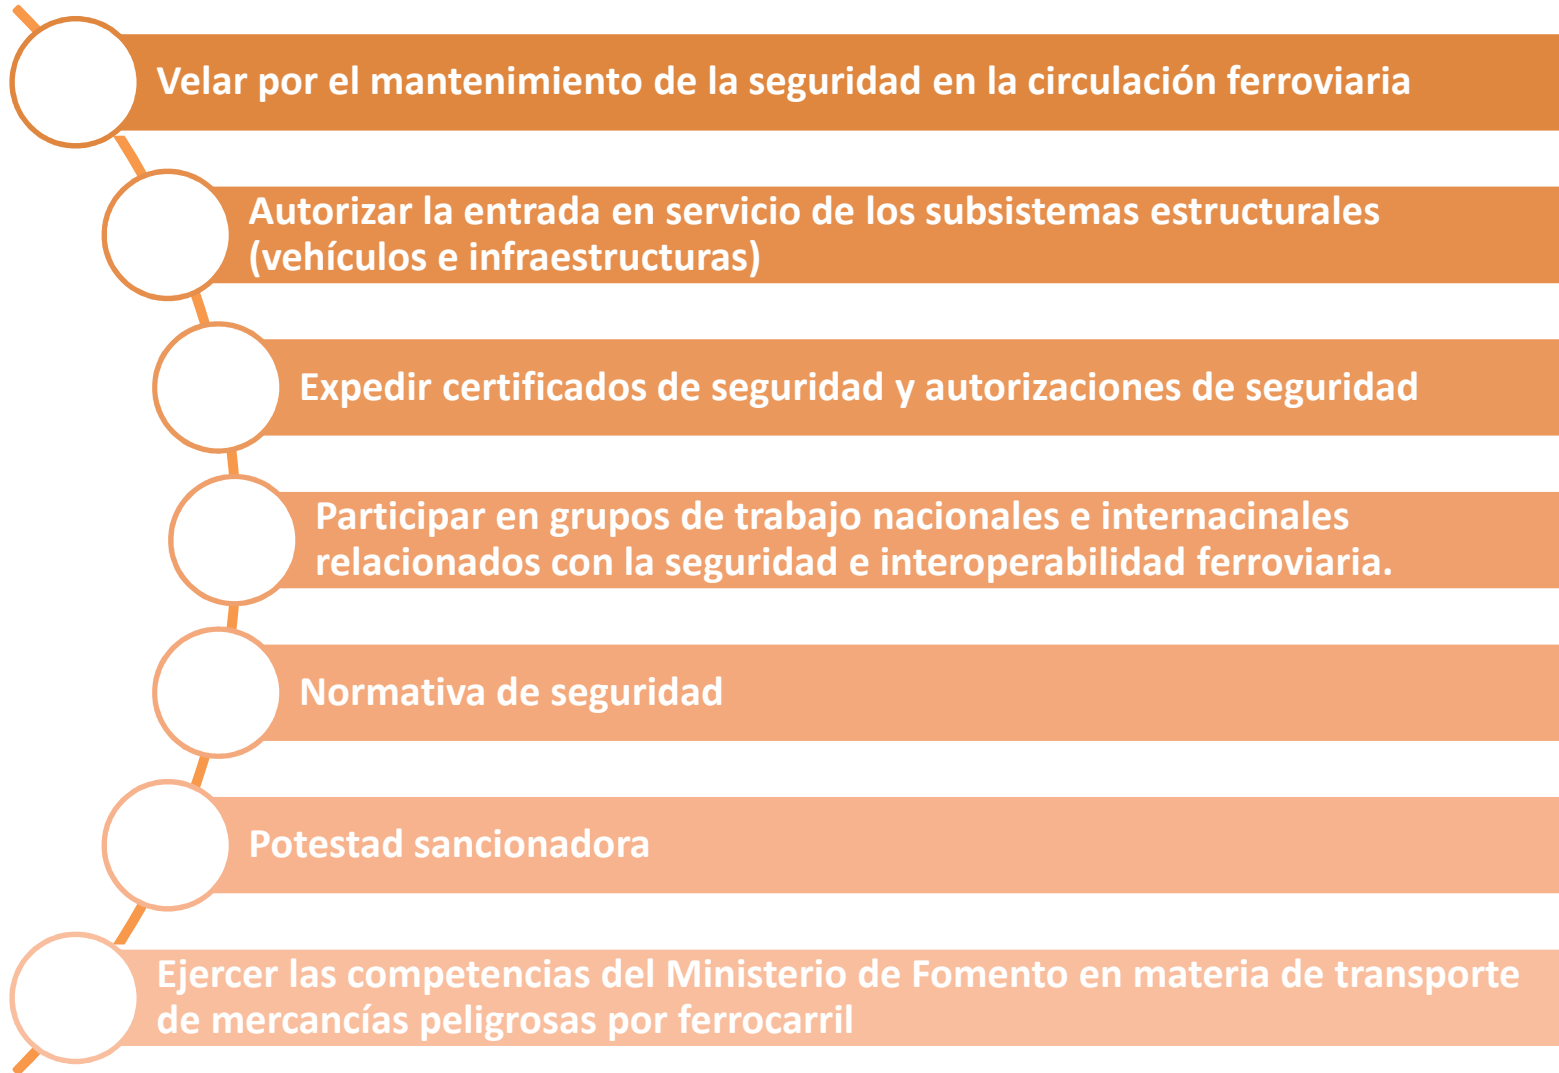 Velar por el mantenimiento de la seguridad en la circulación ferroviaria
Autorizar la entrada en servicio de los subsistemas estructurales
(vehículos e infraestructuras)
Expedir certificados de seguridad y autorizaciones de seguridad
Participar en grupos de trabajo nacionales e internacinales
relacionados con la seguridad e interoperabilidad ferroviaria.
Normativa de seguridad
Potestad sancionadora
Ejercer las competencias del Ministerio de Fomento en materia de transporte
de mercancías peligrosas por ferrocarril